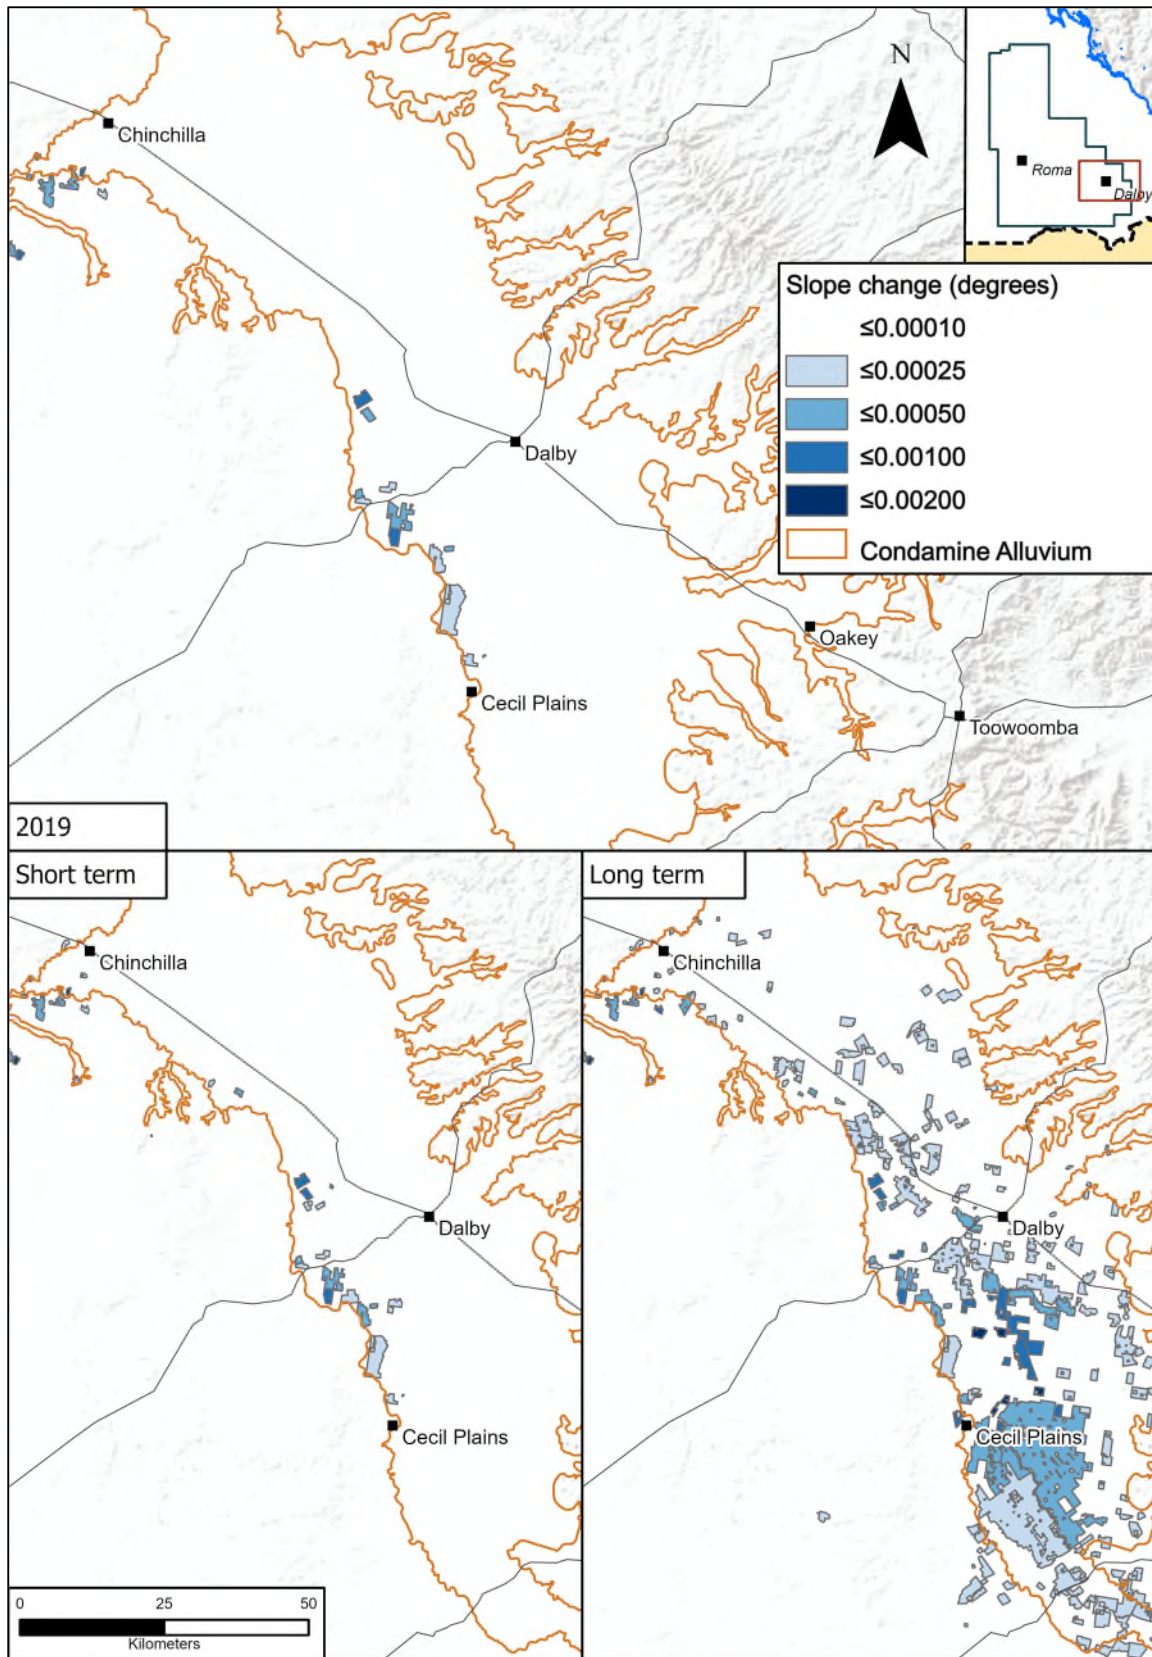 N
Chinchilla
Roma
Dalby
Slope change (degrees)
≤0.00010
≤0.00025
≤0.00050
≤0.00100
≤0.00200
Condamine Alluvium
Dalby
Oakey
Cecil Plains
Toowoomba
2019
Short term
Chinchilla
Dalby
Cecil Plains
0 25 50
Kilometers
Long term
Chinchilla
Dalby
Cecil Plains